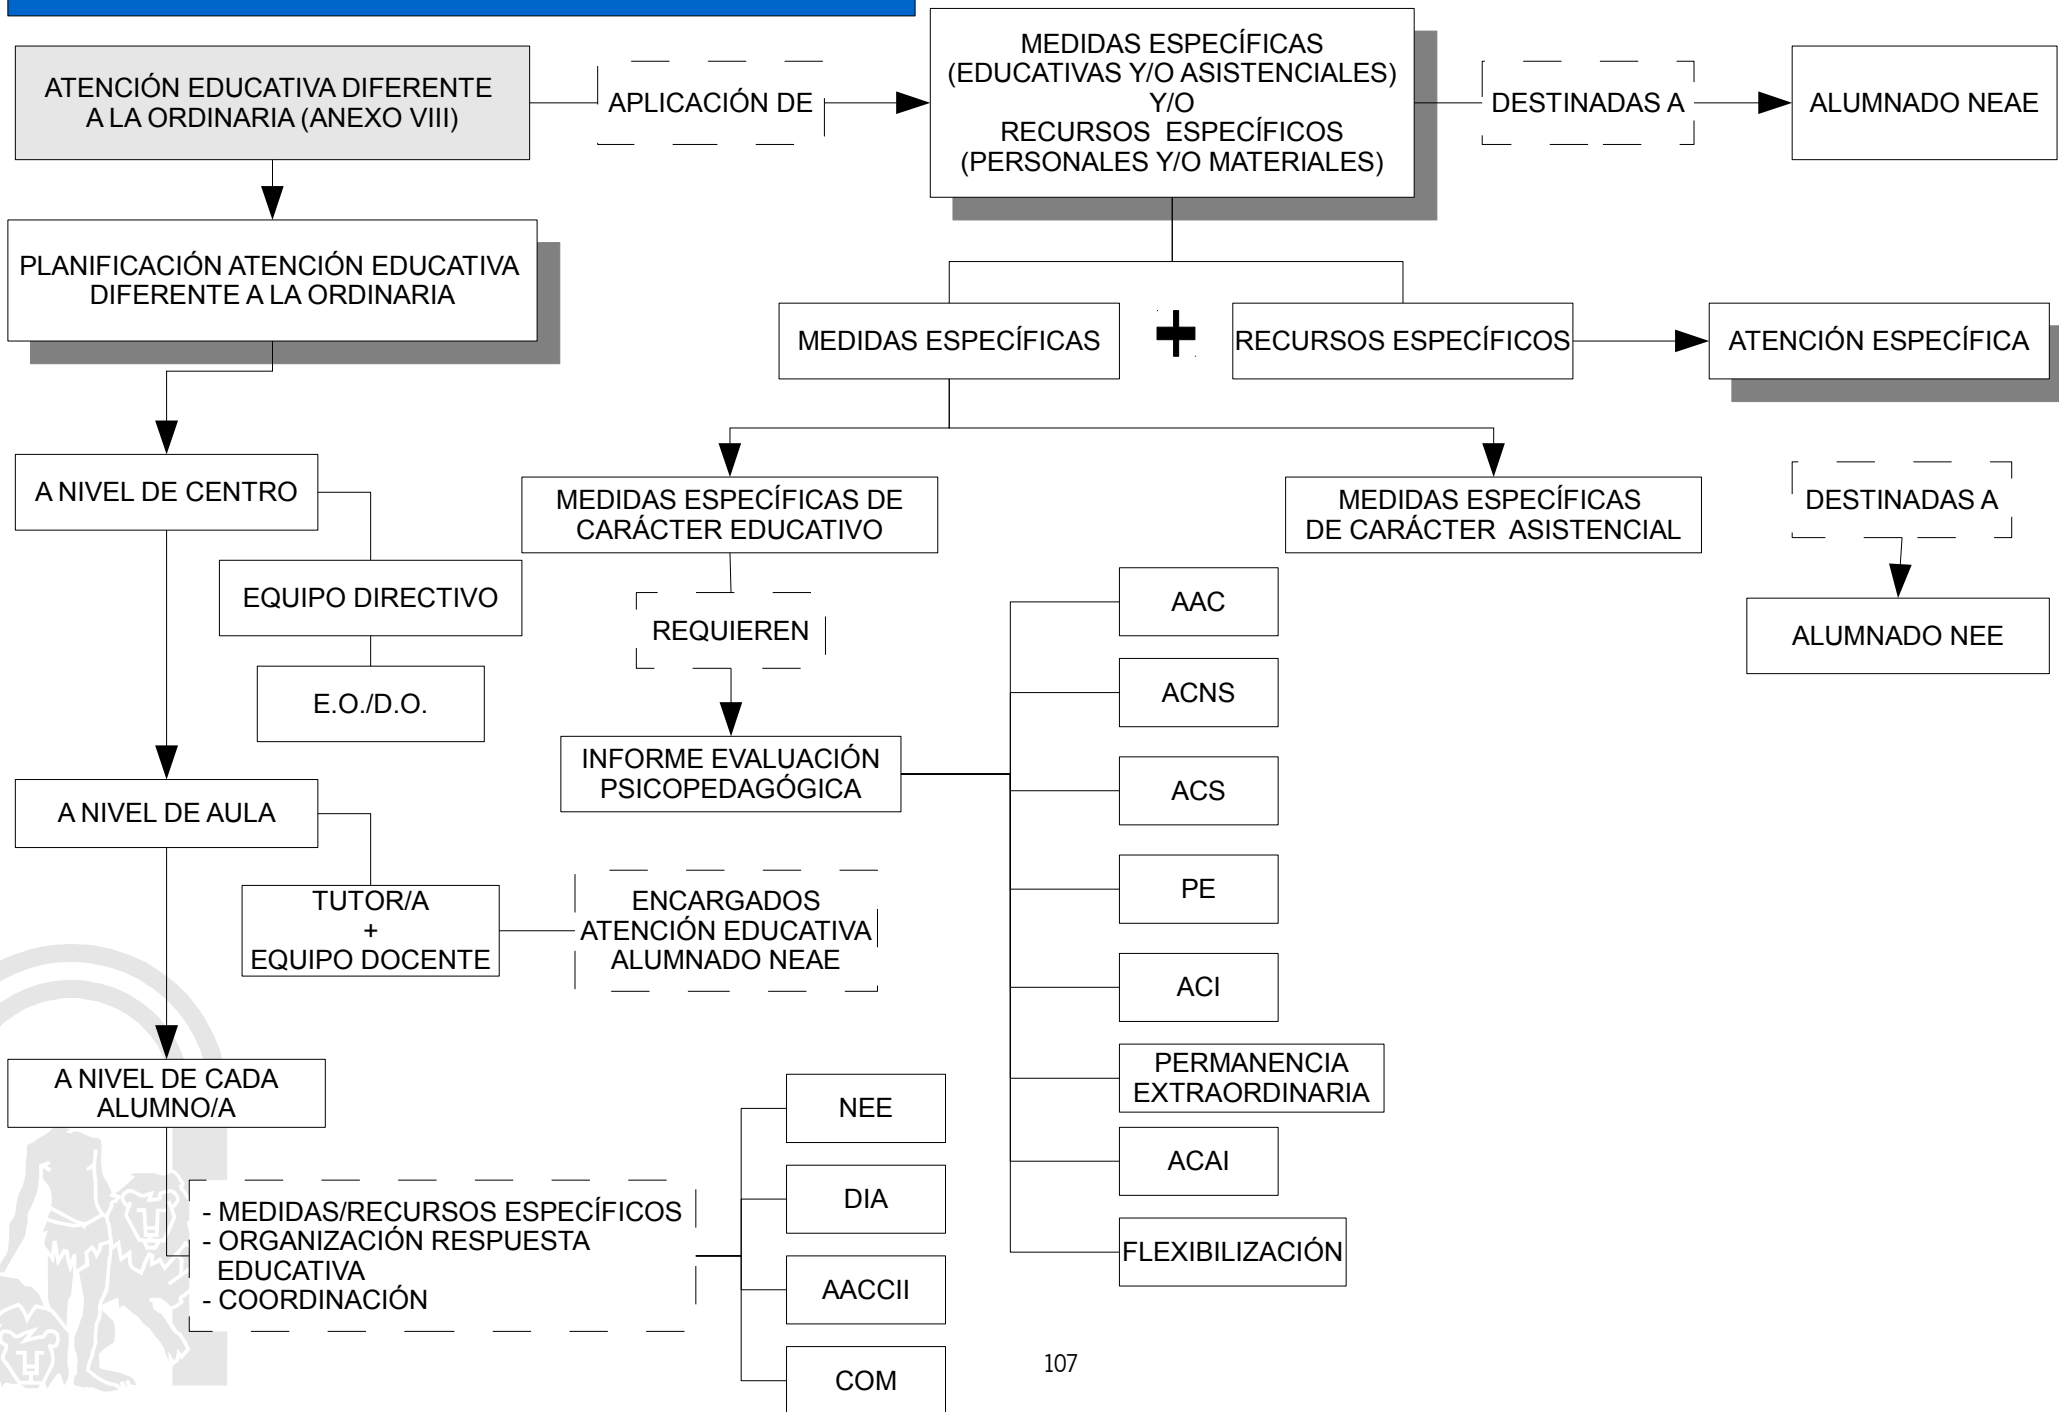 ATENCIÓN EDUCATIVA DIFERENTE
A LA ORDINARIA (ANEXO VIII)
APLICACIÓN DE
MEDIDAS ESPECÍFICAS
(EDUCATIVAS Y/O ASISTENCIALES)
Y/O
RECURSOS ESPECÍFICOS
(PERSONALES Y/O MATERIALES)
DESTINADAS A
ALUMNADO NEAE
PLANIFICACIÓN ATENCIÓN EDUCATIVA
DIFERENTE A LA ORDINARIA
MEDIDAS ESPECÍFICAS
+
RECURSOS ESPECÍFICOS
ATENCIÓN ESPECÍFICA
A NIVEL DE CENTRO
EQUIPO DIRECTIVO
E.O./D.O.
MEDIDAS ESPECÍFICAS DE
CARÁCTER EDUCATIVO
MEDIDAS ESPECÍFICAS
DE CARÁCTER ASISTENCIAL
DESTINADAS A
ALUMNADO NEE
REQUIEREN
INFORME EVALUACIÓN
PSICOPEDAGÓGICA
AAC
ACNS
ACS
PE
ACI
PERMANENCIA
EXTRAORDINARIA
ACAI
FLEXIBILIZACIÓN
A NIVEL DE AULA
TUTOR/A
+
EQUIPO DOCENTE
ENCARGADOS
ATENCIÓN EDUCATIVA
ALUMNADO NEAE
A NIVEL DE CADA
ALUMNO/A
- MEDIDAS/RECURSOS ESPECÍFICOS
- ORGANIZACIÓN RESPUESTA
EDUCATIVA
- COORDINACIÓN
NEE
DIA
AACCII
COM
107